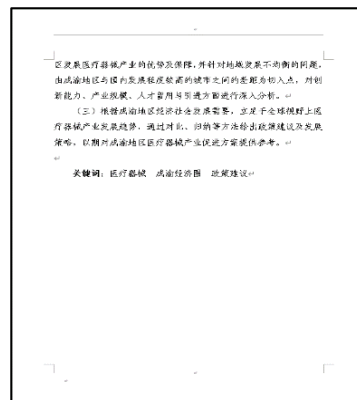 区发展医疗器械产业的优势及保障,并针对地域发展不均衡的问题,
由成渝地区与国内发展程度较高的城市之间的差距为切入点,对创
新能力、产业规模、人才留用与引进方面进行深入分析。
(三)根据成渝地区经济社会发展需要,立足于全球视野上医
疗器械产业发展趋势,通过对比、归纳等方法给出政策建议及发展
策略,以期对成渝地区医疗器械产业促进方案提供参考。
关键词:医疗器械 成渝经济圈 政策建议